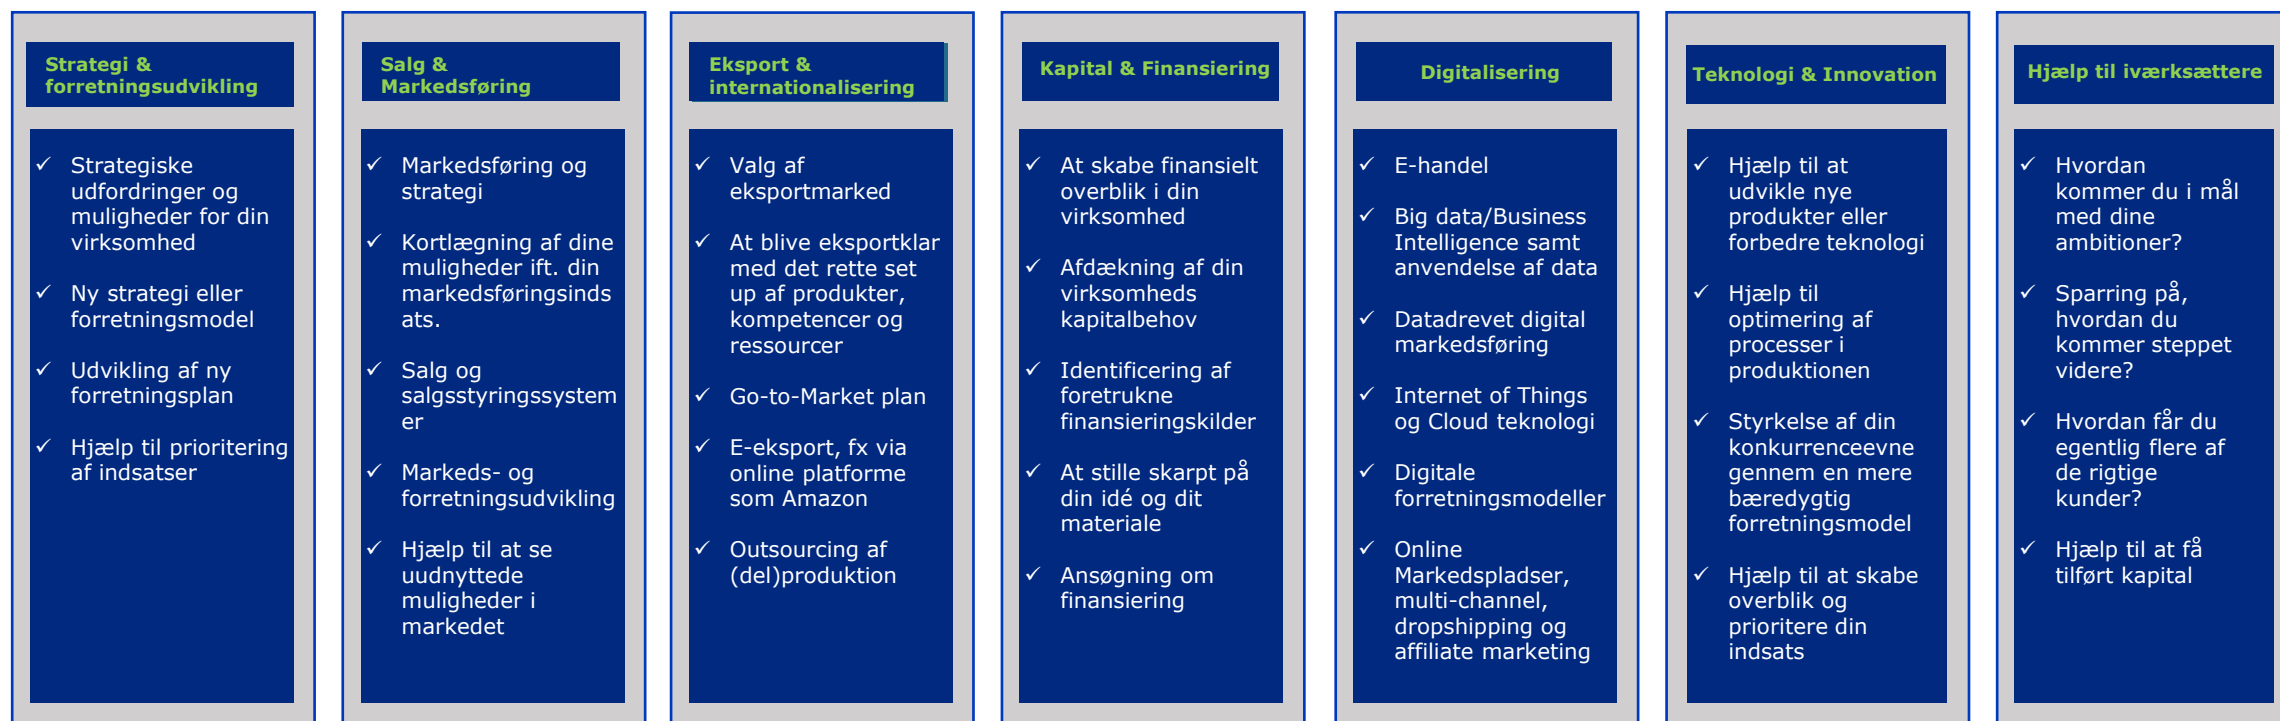 Strategi &
forretningsudvikling
✓ Strategiske
udfordringer og
muligheder for din
virksomhed
✓ Ny strategi eller
forretningsmodel
✓ Udvikling af ny
forretningsplan
✓ Hjælp til prioritering
af indsatser
Salg &
Markedsføring
✓ Markedsføring og
strategi
✓ Kortlægning af dine
muligheder ift. din
markedsføringsinds
ats.
✓ Salg og
salgsstyringssystem
er
✓ Markeds- og
forretningsudvikling
✓ Hjælp til at se
uudnyttede
muligheder i
markedet
Eksport &
internationalisering
✓ Valg af
eksportmarked
✓ At blive eksportklar
med det rette set
up af produkter,
kompetencer og
ressourcer
✓ Go-to-Market plan
✓ E-eksport, fx via
online platforme
som Amazon
✓ Outsourcing af
(del)produktion
Kapital & Finansiering
✓ At skabe finansielt
overblik i din
virksomhed
✓ Afdækning af din
virksomheds
kapitalbehov
✓ Identificering af
foretrukne
finansieringskilder
✓ At stille skarpt på
din idé og dit
materiale
✓ Ansøgning om
finansiering
Digitalisering
✓ E-handel
✓ Big data/Business
Intelligence samt
anvendelse af data
✓ Datadrevet digital
markedsføring
✓ Internet of Things
og Cloud teknologi
✓ Digitale
forretningsmodeller
✓ Online
Markedspladser,
multi-channel,
dropshipping og
affiliate marketing
Teknologi & Innovation
✓ Hjælp til at
udvikle nye
produkter eller
forbedre teknologi
✓ Hjælp til
optimering af
processer i
produktionen
✓ Styrkelse af din
konkurrenceevne
gennem en mere
bæredygtig
forretningsmodel
✓ Hjælp til at skabe
overblik og
prioritere din
indsats
Hjælp til iværksættere
✓ Hvordan
kommer du i mål
med dine
ambitioner?
✓ Sparring på,
hvordan du
kommer steppet
videre?
✓ Hvordan får du
egentlig flere af
de rigtige
kunder?
✓ Hjælp til at få
tilført kapital